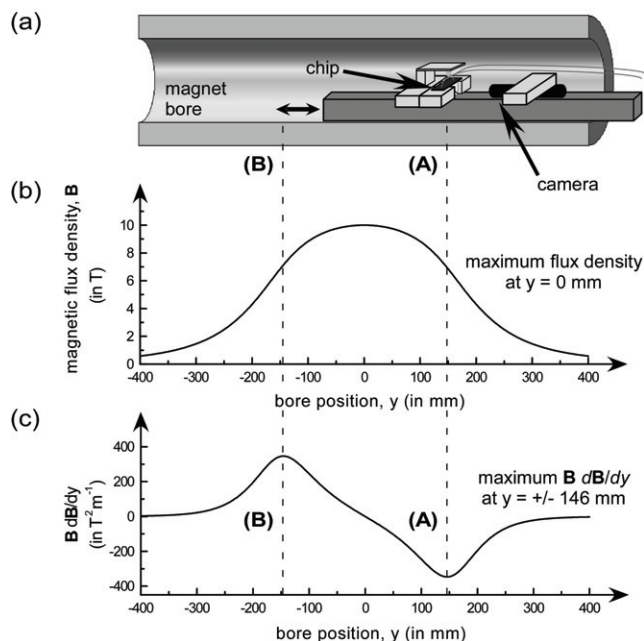 (a)
chip
magnet
bore
(B)
(A)
camera
(b)
magnetic flux density, B
(in T)
10
8
6
4
2
0
maximum flux density
at y = 0 mm
-400 -300 -200 -100 0 100 200 300 400
bore position, y (in mm)
(c)
B dB/dy
(in T²m⁻¹)
400
200
0
-200
-400
maximum B dB/dy
at y = +/- 146 mm
(B)
(A)
-400 -300 -200 -100 0 100 200 300 400
bore position, y (in mm)